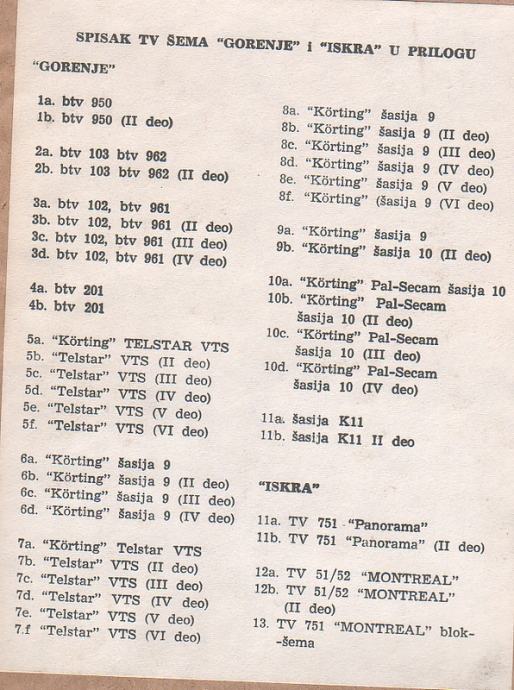 SPISAK TV ŠEMA "GORENJE" i "ISKRA" U PRILOGU
"GORENJE"
1a. btv 950
1b. btv 950 (II deo)
2a. btv 103 btv 962
2b. btv 103 btv 962 (II deo)
3a. btv 102, btv 961
3b. btv 102, btv 961 (II deo)
3c. btv 102, btv 961 (III deo)
3d. btv 102, btv 961 (IV deo)
4a. btv 201
4b. btv 201
5a. "Körting" TELSTAR VTS
5b. "Telstar" VTS (II deo)
5c. "Telstar" VTS (III deo)
5d. "Telstar" VTS (IV deo)
5e. "Telstar" VTS (V deo)
5f. "Telstar" VTS (VI deo)
6a. "Körting" šasija 9
6b. "Körting" šasija 9 (II deo)
6c. "Körting" šasija 9 (III deo)
6d. "Körting" šasija 9 (IV deo)
7a. "Körting" Telstar VTS
7b. "Telstar" VTS (II deo)
7c. "Telstar" VTS (III deo)
7d. "Telstar" VTS (IV deo)
7e. "Telstar" VTS (V deo)
7.f "Telstar" VTS (VI deo)
8a. "Körting" šasija 9
8b. "Körting" šasija 9 (II deo)
8c. "Körting" šasija 9 (III deo)
8d. "Körting" šasija 9 (IV deo)
8e. "Körting" šasija 9 (V deo)
8f. "Körting" (šasija 9 (VI deo)
9a. "Körting" šasija 9
9b. "Körting" šasija 10 (II deo)
10a. "Körting" Pal-Secam šasija 10
10b. "Körting" Pal-Secam
šasija 10 (II deo)
10c. "Körting" Pal-Secam
šasija 10 (III deo)
10d. "Körting" Pal-Secam
šasija 10 (IV deo)
11a. šasija K11
11b. šasija K11 II deo
"ISKRA"
11a. TV 751 "Panorama"
11b. TV 751 "Panorama" (II deo)
12a. TV 51/52 "MONTREAL"
12b. TV 51/52 "MONTREAL"
(II deo)
13. TV 751 "MONTREAL" blok-
-šema